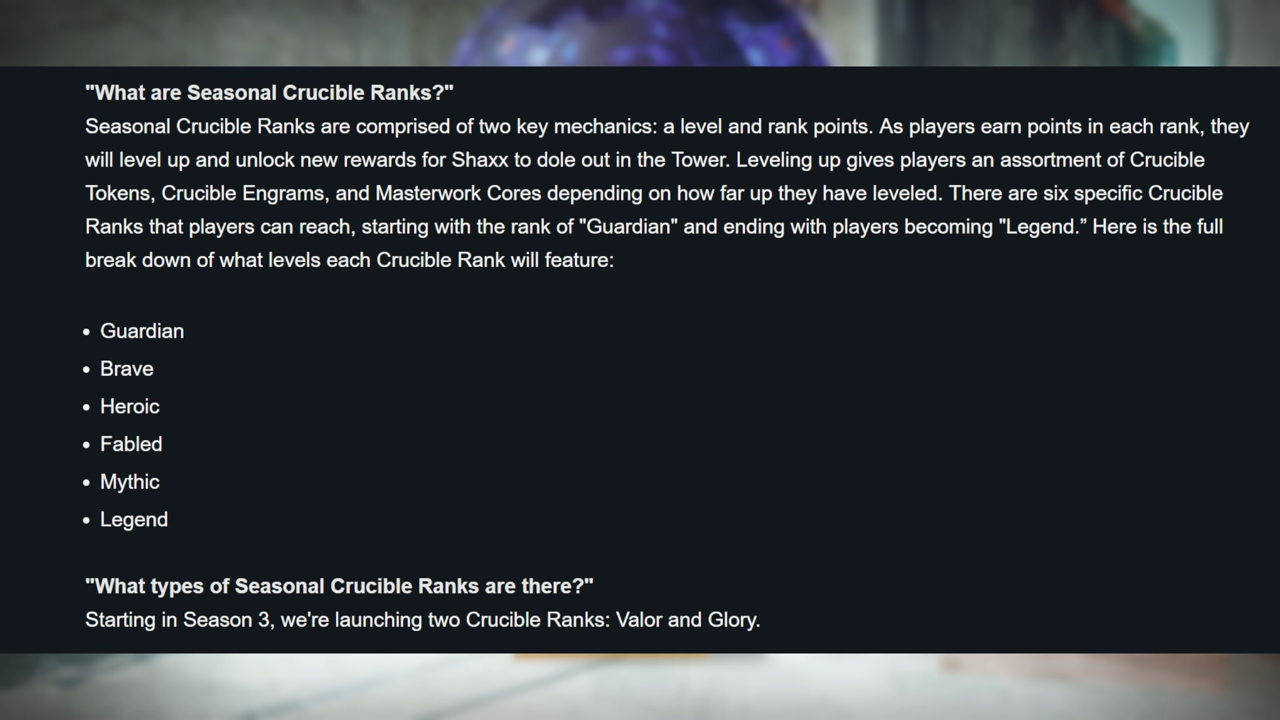 "What are Seasonal Crucible Ranks?"
Seasonal Crucible Ranks are comprised of two key mechanics: a level and rank points. As players earn points in each rank, they
will level up and unlock new rewards for Shaxx to dole out in the Tower. Leveling up gives players an assortment of Crucible
Tokens, Crucible Engrams, and Masterwork Cores depending on how far up they have leveled. There are six specific Crucible
Ranks that players can reach, starting with the rank of "Guardian" and ending with players becoming "Legend.” Here is the full
break down of what levels each Crucible Rank will feature:
• Guardian
• Brave
• Heroic
• Fabled
• Mythic
• Legend
"What types of Seasonal Crucible Ranks are there?"
Starting in Season 3, we're launching two Crucible Ranks: Valor and Glory.